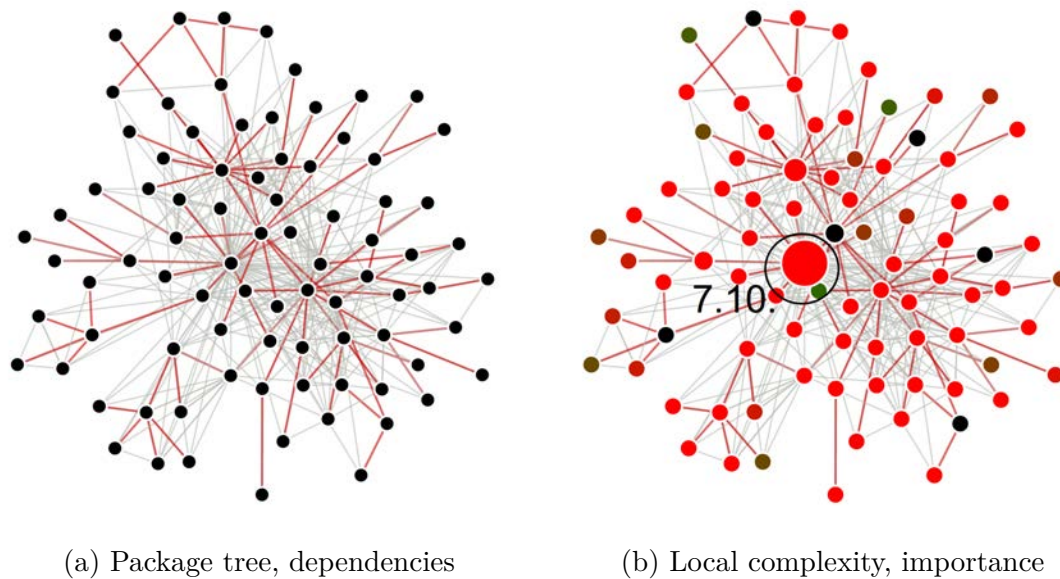 7.10.
(a) Package tree, dependencies
(b) Local complexity, importance